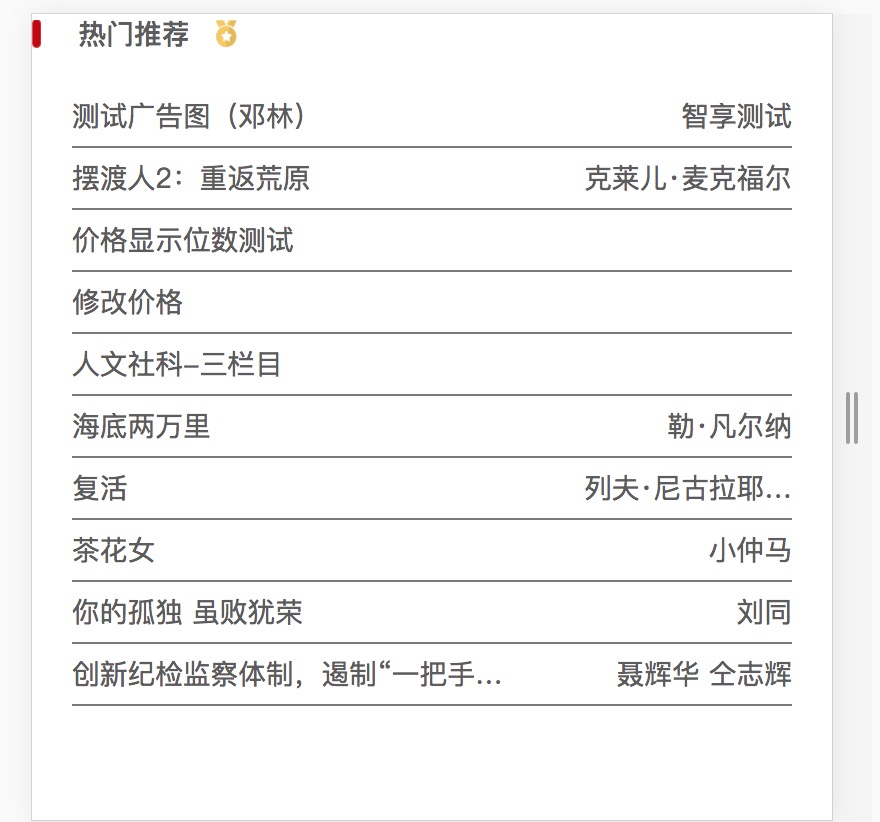 热门推荐
测试广告图（邓林） 智享测试
摆渡人2：重返荒原 克莱儿·麦克福尔
价格显示位数测试
修改价格
人文社科–三栏目
海底两万里 勒·凡尔纳
复活 列夫·尼古拉耶...
茶花女 小仲马
你的孤独 虽败犹荣 刘同
创新纪检监察体制，遏制“一把手... 聂辉华 仝志辉